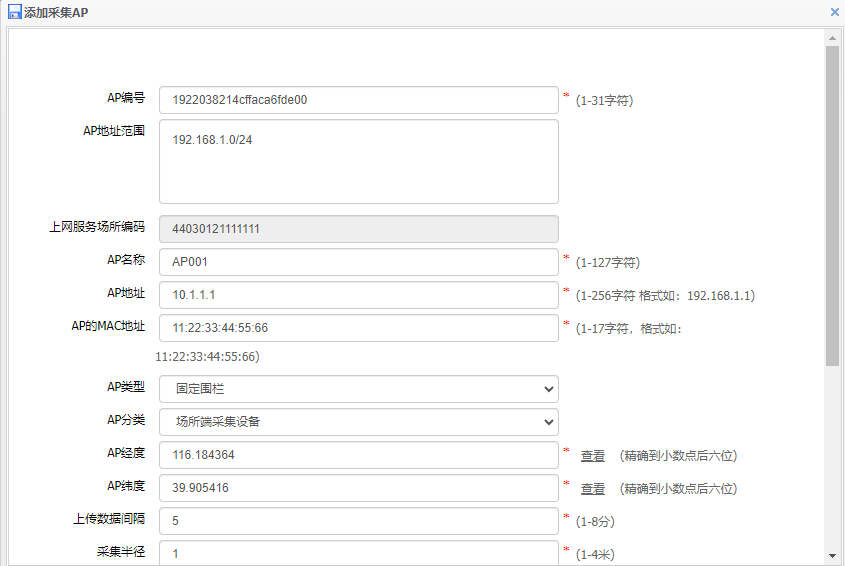 添加采集AP
AP编号 1922038214cffaca6fde00 * (1-31字符)
AP地址范围 192.168.1.0/24
上网服务场所编码 44030121111111
AP名称 AP001 * (1-127字符)
AP地址 10.1.1.1 * (1-256字符 格式如：192.168.1.1)
AP的MAC地址 11:22:33:44:55:66 * (1-17字符，格式如：
11:22:33:44:55:66)
AP类型 固定围栏
AP分类 场所端采集设备
AP经度 116.184364 * 查看 (精确到小数点后六位)
AP纬度 39.905416 * 查看 (精确到小数点后六位)
上传数据间隔 5 * (1-8分)
采集半径 1 * (1-4米)